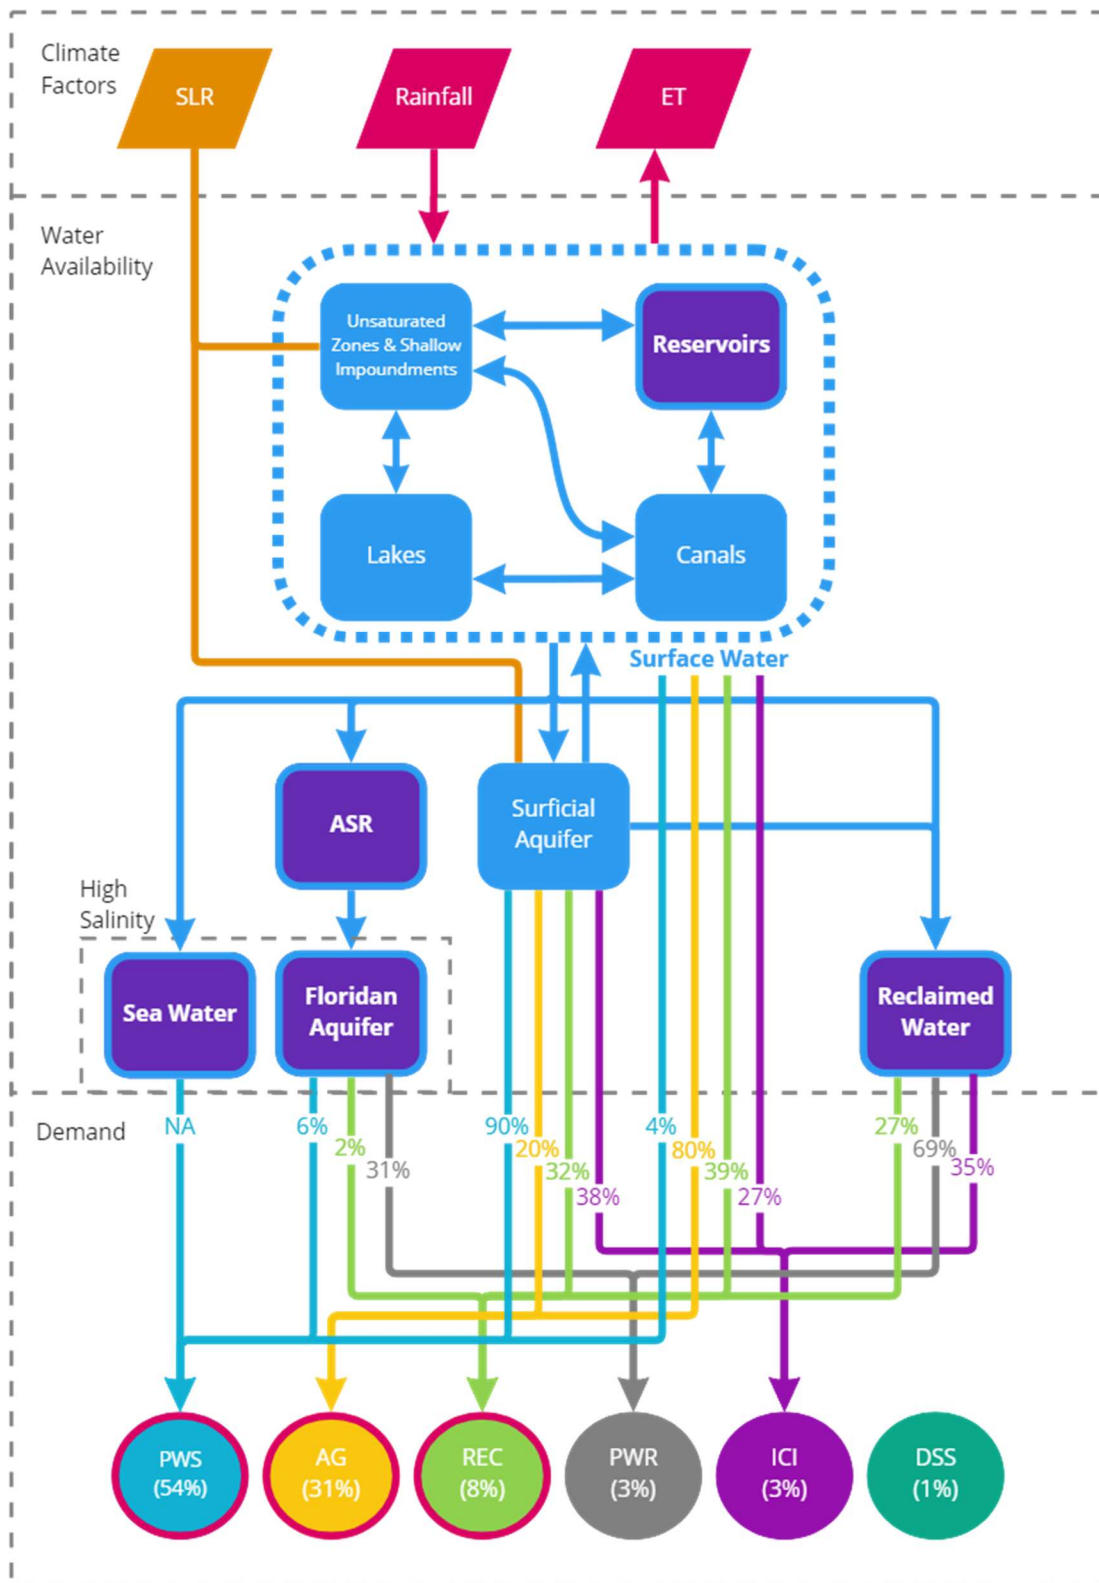 Climate
Factors
SLR
Rainfall
ET
Water
Availability
Unsaturated
Zones & Shallow
Impoundments
Reservoirs
Lakes
Canals
Surface Water
ASR
Surficial
Aquifer
High
Salinity
Sea Water
Floridan
Aquifer
Reclaimed
Water
Demand
NA
6%
2%
31%
90%
20%
32%
38%
4%
80%
39%
27%
27%
69%
35%
PWS
(54%)
AG
(31%)
REC
(8%)
PWR
(3%)
ICI
(3%)
DSS
(1%)